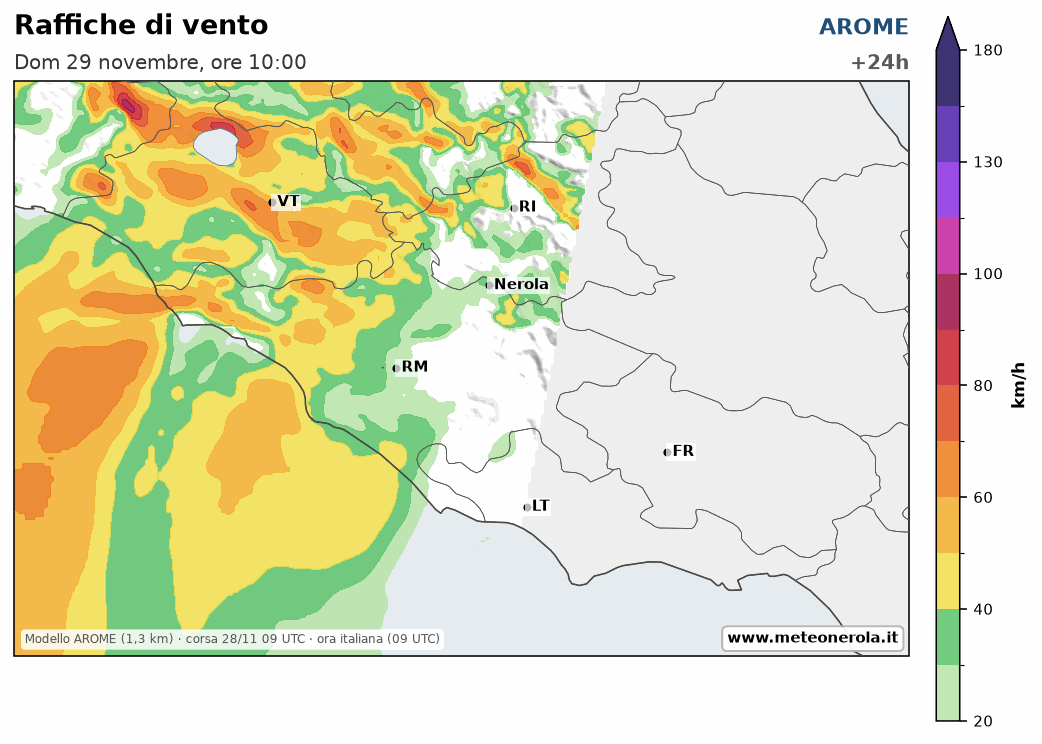 Raffiche di vento
AROME
Dom 29 novembre, ore 10:00
+24h
VT
RI
Nerola
RM
FR
LT
Modello AROME (1,3 km) · corsa 28/11 09 UTC · ora italiana (09 UTC)
www.meteonerola.it
180
130
100
80
60
40
20
km/h